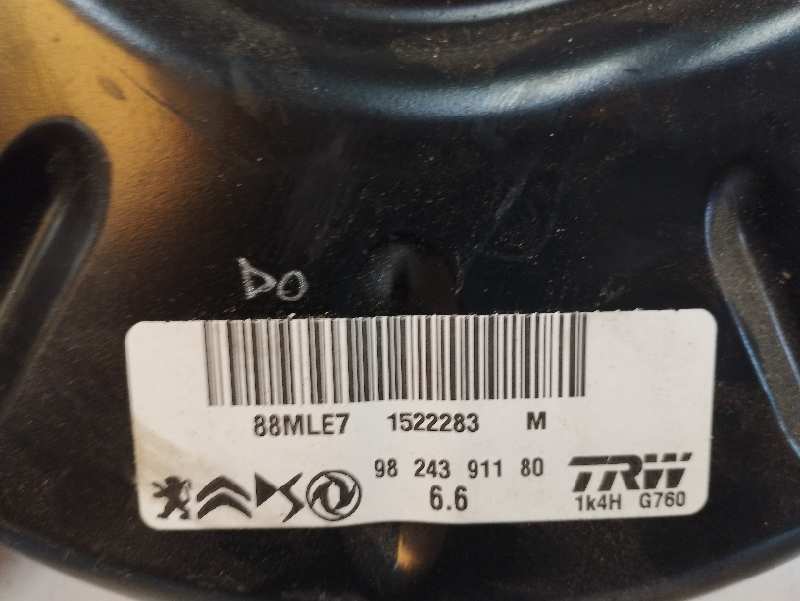 DO
88MLE7 1522283 M
98 243 911 80
6.6
TRW
1k4H G760